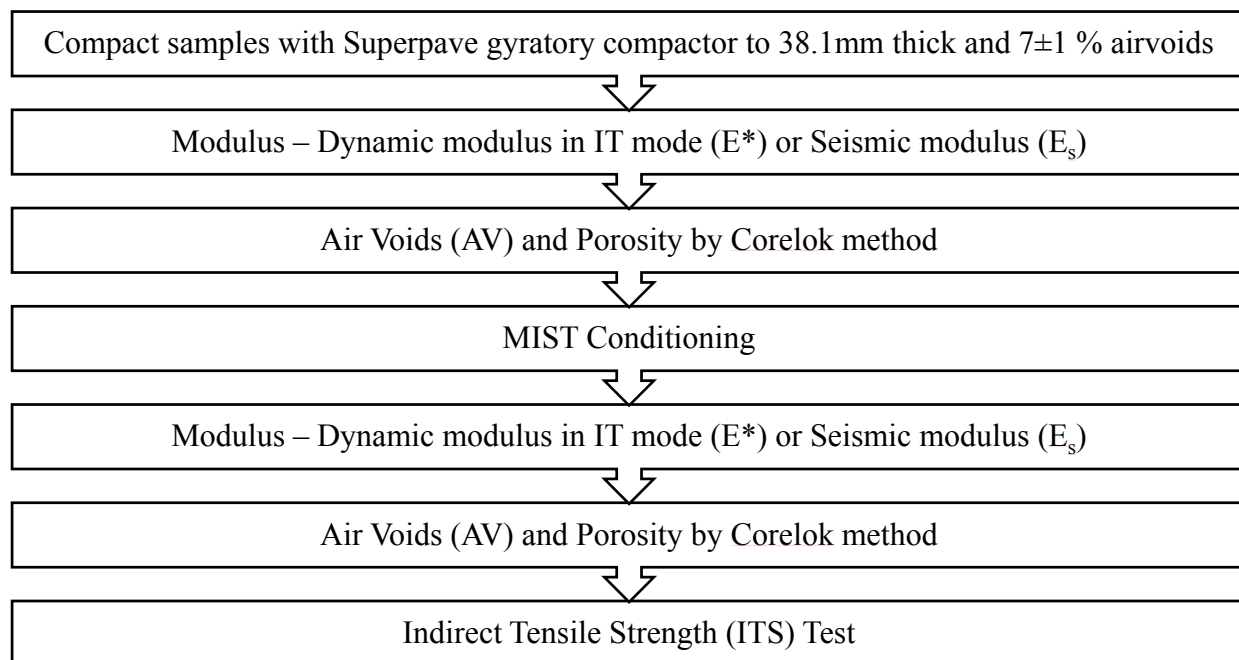 Compact samples with Superpave gyratory compactor to 38.1mm thick and 7±1 % airvoids
Modulus – Dynamic modulus in IT mode (E*) or Seismic modulus (Es)
Air Voids (AV) and Porosity by Corelok method
MIST Conditioning
Modulus – Dynamic modulus in IT mode (E*) or Seismic modulus (Es)
Air Voids (AV) and Porosity by Corelok method
Indirect Tensile Strength (ITS) Test